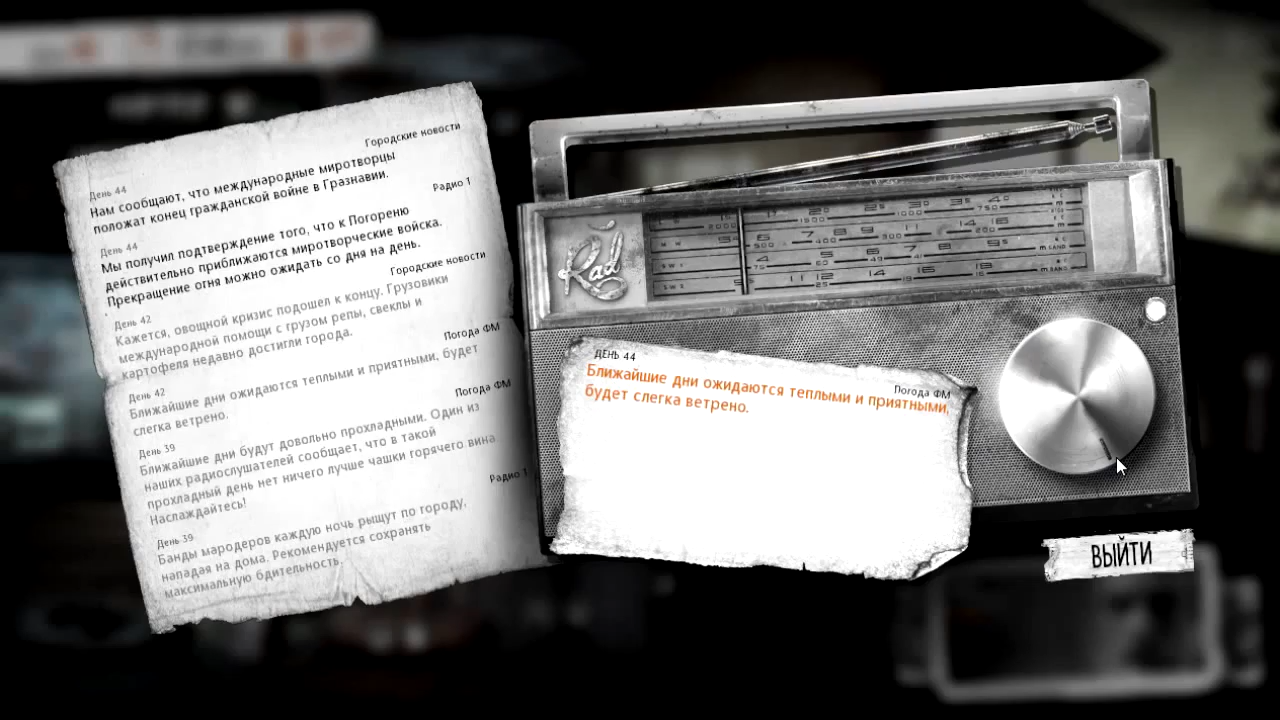 Городские новости
День 44
Нам сообщают, что международные миротворцы
положат конец гражданской войне в Гразнавии.
Радио 1
День 44
Мы получил подтверждение того, что к Погореню
действительно приближаются миротворческие войска.
Прекращение огня можно ожидать со дня на день.
Городские новости
День 42
Кажется, овощной кризис подошел к концу. Грузовики
международной помощи с грузом репы, свеклы и
картофеля недавно достигли города.
Погода ФМ
День 42
Ближайшие дни ожидаются теплыми и приятными, будет
слегка ветрено.
Погода ФМ
День 39
Ближайшие дни будут довольно прохладными. Один из
наших радиослушателей сообщает, что в такой
прохладный день нет ничего лучше чашки горячего вина
Наслаждайтесь!
Радио 1
День 39
Банды мародеров каждую ночь рыщут по городу,
нападая на дома. Рекомендуется сохранять
максимальную бдительность.
Rad
ДЕНЬ 44
Погода ФМ
Ближайшие дни ожидаются теплыми и приятными,
будет слегка ветрено.
ВЫЙТИ